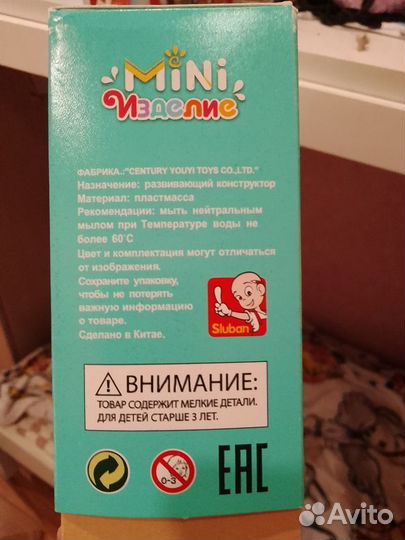 MiNi
Изделие
ФАБРИКА.:"CENTURY YOUYI TOYS CO.,LTD."
Назначение: развивающий конструктор
Материал: пластмасса
Рекомендации: мыть нейтральным
мылом при Температуре воды не
более 60°C
Цвет и комплектация могут отличаться
от изображения.
Сохраните упаковку,
чтобы не потерять
важную информацию
о товаре.
Сделано в Китае.
Sluban
ВНИМАНИЕ:
ТОВАР СОДЕРЖИТ МЕЛКИЕ ДЕТАЛИ.
ДЛЯ ДЕТЕЙ СТАРШЕ 3 ЛЕТ.
0-3
EAC
Avito